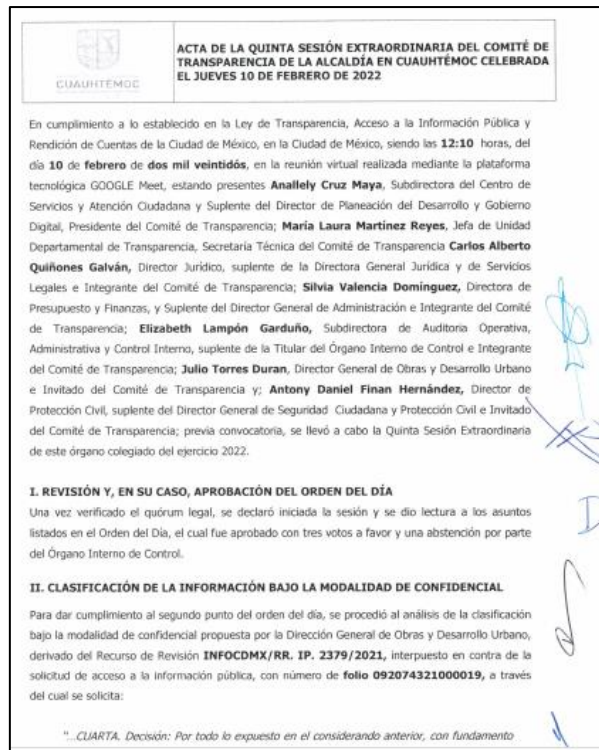 CUAUHTÉMOC
ACTA DE LA QUINTA SESIÓN EXTRAORDINARIA DEL COMITÉ DE
TRANSPARENCIA DE LA ALCALDÍA EN CUAUHTÉMOC CELEBRADA
EL JUEVES 10 DE FEBRERO DE 2022
En cumplimiento a lo establecido en la Ley de Transparencia, Acceso a la Información Pública y
Rendición de Cuentas de la Ciudad de México, en la Ciudad de México, siendo las 12:10 horas, del
día 10 de febrero de dos mil veintidós, en la reunión virtual realizada mediante la plataforma
tecnológica GOOGLE Meet, estando presentes Anallely Cruz Maya, Subdirectora del Centro de
Servicios y Atención Ciudadana y Suplente del Director de Planeación del Desarrollo y Gobierno
Digital, Presidente del Comité de Transparencia; María Laura Martínez Reyes, Jefa de Unidad
Departamental de Transparencia, Secretaria Técnica del Comité de Transparencia Carlos Alberto
Quiñones Galván, Director Jurídico, suplente de la Directora General Jurídica y de Servicios
Legales e Integrante del Comité de Transparencia; Silvia Valencia Domínguez, Directora de
Presupuesto y Finanzas, y Suplente del Director General de Administración e Integrante del Comité
de Transparencia; Elizabeth Lampón Garduño, Subdirectora de Auditoria Operativa,
Administrativa y Control Interno, suplente de la Titular del Órgano Interno de Control e Integrante
del Comité de Transparencia; Julio Torres Duran, Director General de Obras y Desarrollo Urbano
e Invitado del Comité de Transparencia y; Antony Daniel Finan Hernández, Director de
Protección Civil, suplente del Director General de Seguridad Ciudadana y Protección Civil e Invitado
del Comité de Transparencia; previa convocatoria, se llevó a cabo la Quinta Sesión Extraordinaria
de este órgano colegiado del ejercicio 2022.
I. REVISIÓN Y, EN SU CASO, APROBACIÓN DEL ORDEN DEL DÍA
Una vez verificado el quórum legal, se declaró iniciada la sesión y se dio lectura a los asuntos
listados en el Orden del Día, el cual fue aprobado con tres votos a favor y una abstención por parte
del Órgano Interno de Control.
II. CLASIFICACIÓN DE LA INFORMACIÓN BAJO LA MODALIDAD DE CONFIDENCIAL
Para dar cumplimiento al segundo punto del orden del día, se procedió al análisis de la clasificación
bajo la modalidad de confidencial propuesta por la Dirección General de Obras y Desarrollo Urbano,
derivado del Recurso de Revisión INFOCDMX/RR. IP. 2379/2021, interpuesto en contra de la
solicitud de acceso a la información pública, con número de folio 092074321000019, a través
del cual se solicita:
"...CUARTA. Decisión: Por todo lo expuesto en el considerando anterior, con fundamento